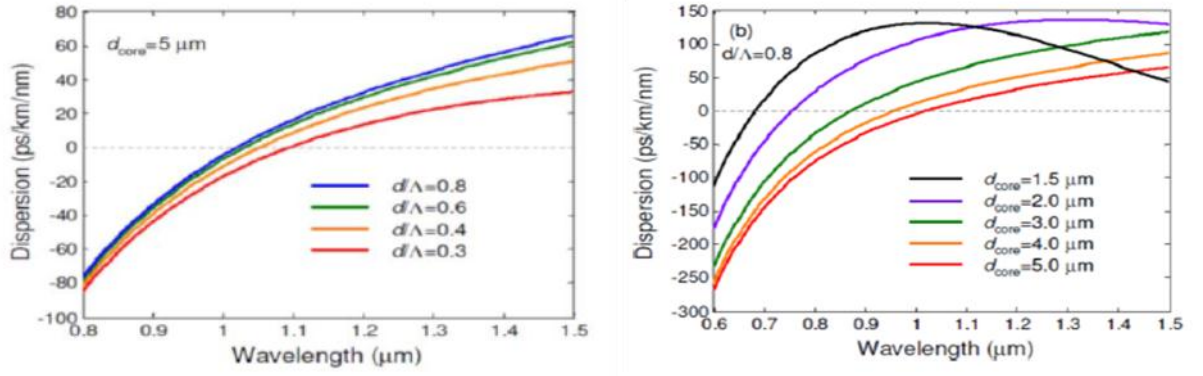 80
60
40
20
0
-20
-40
-60
-80
-100
Dispersion (ps/km/nm)
d_core=5 μm
d/Λ=0.8
d/Λ=0.6
d/Λ=0.4
d/Λ=0.3
0.8 0.9 1 1.1 1.2 1.3 1.4 1.5
Wavelength (μm)
150
100
50
0
-50
-100
-150
-200
-250
-300
Dispersion (ps/km/nm)
(b)
d/Λ=0.8
d_core=1.5 μm
d_core=2.0 μm
d_core=3.0 μm
d_core=4.0 μm
d_core=5.0 μm
0.6 0.7 0.8 0.9 1 1.1 1.2 1.3 1.4 1.5
Wavelength (μm)